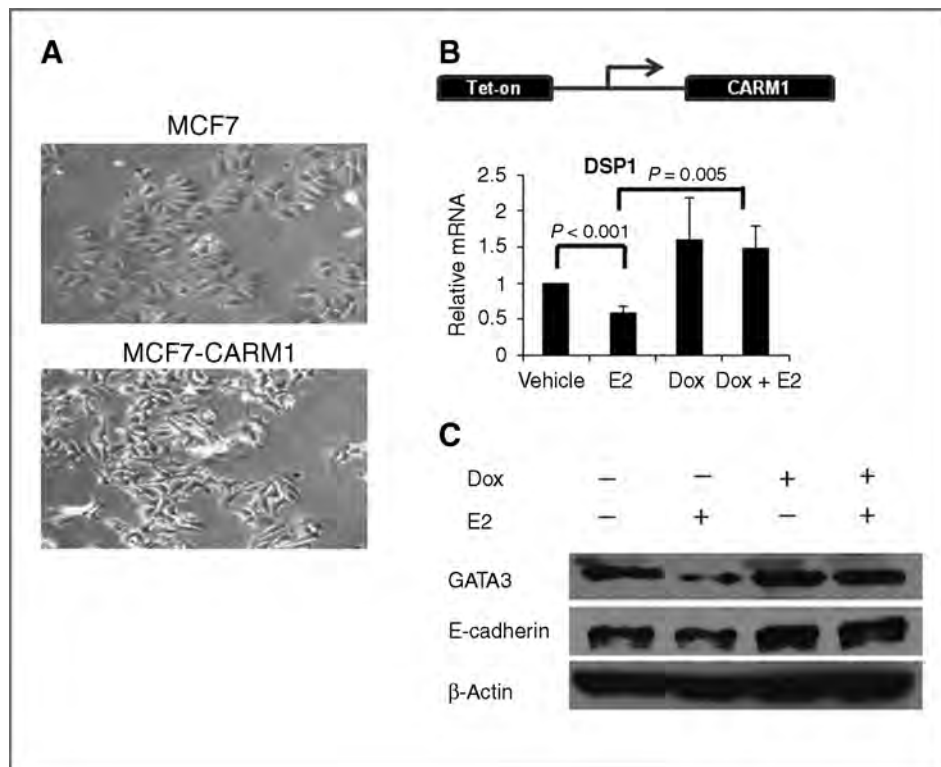 A
MCF7
MCF7-CARM1
B
Tet-on CARM1
DSP1
P = 0.005
P < 0.001
Relative mRNA
2.5
2
1.5
1
0.5
0
Vehicle E2 Dox Dox + E2
C
Dox – – + +
E2 – + – +
GATA3
E-cadherin
β-Actin